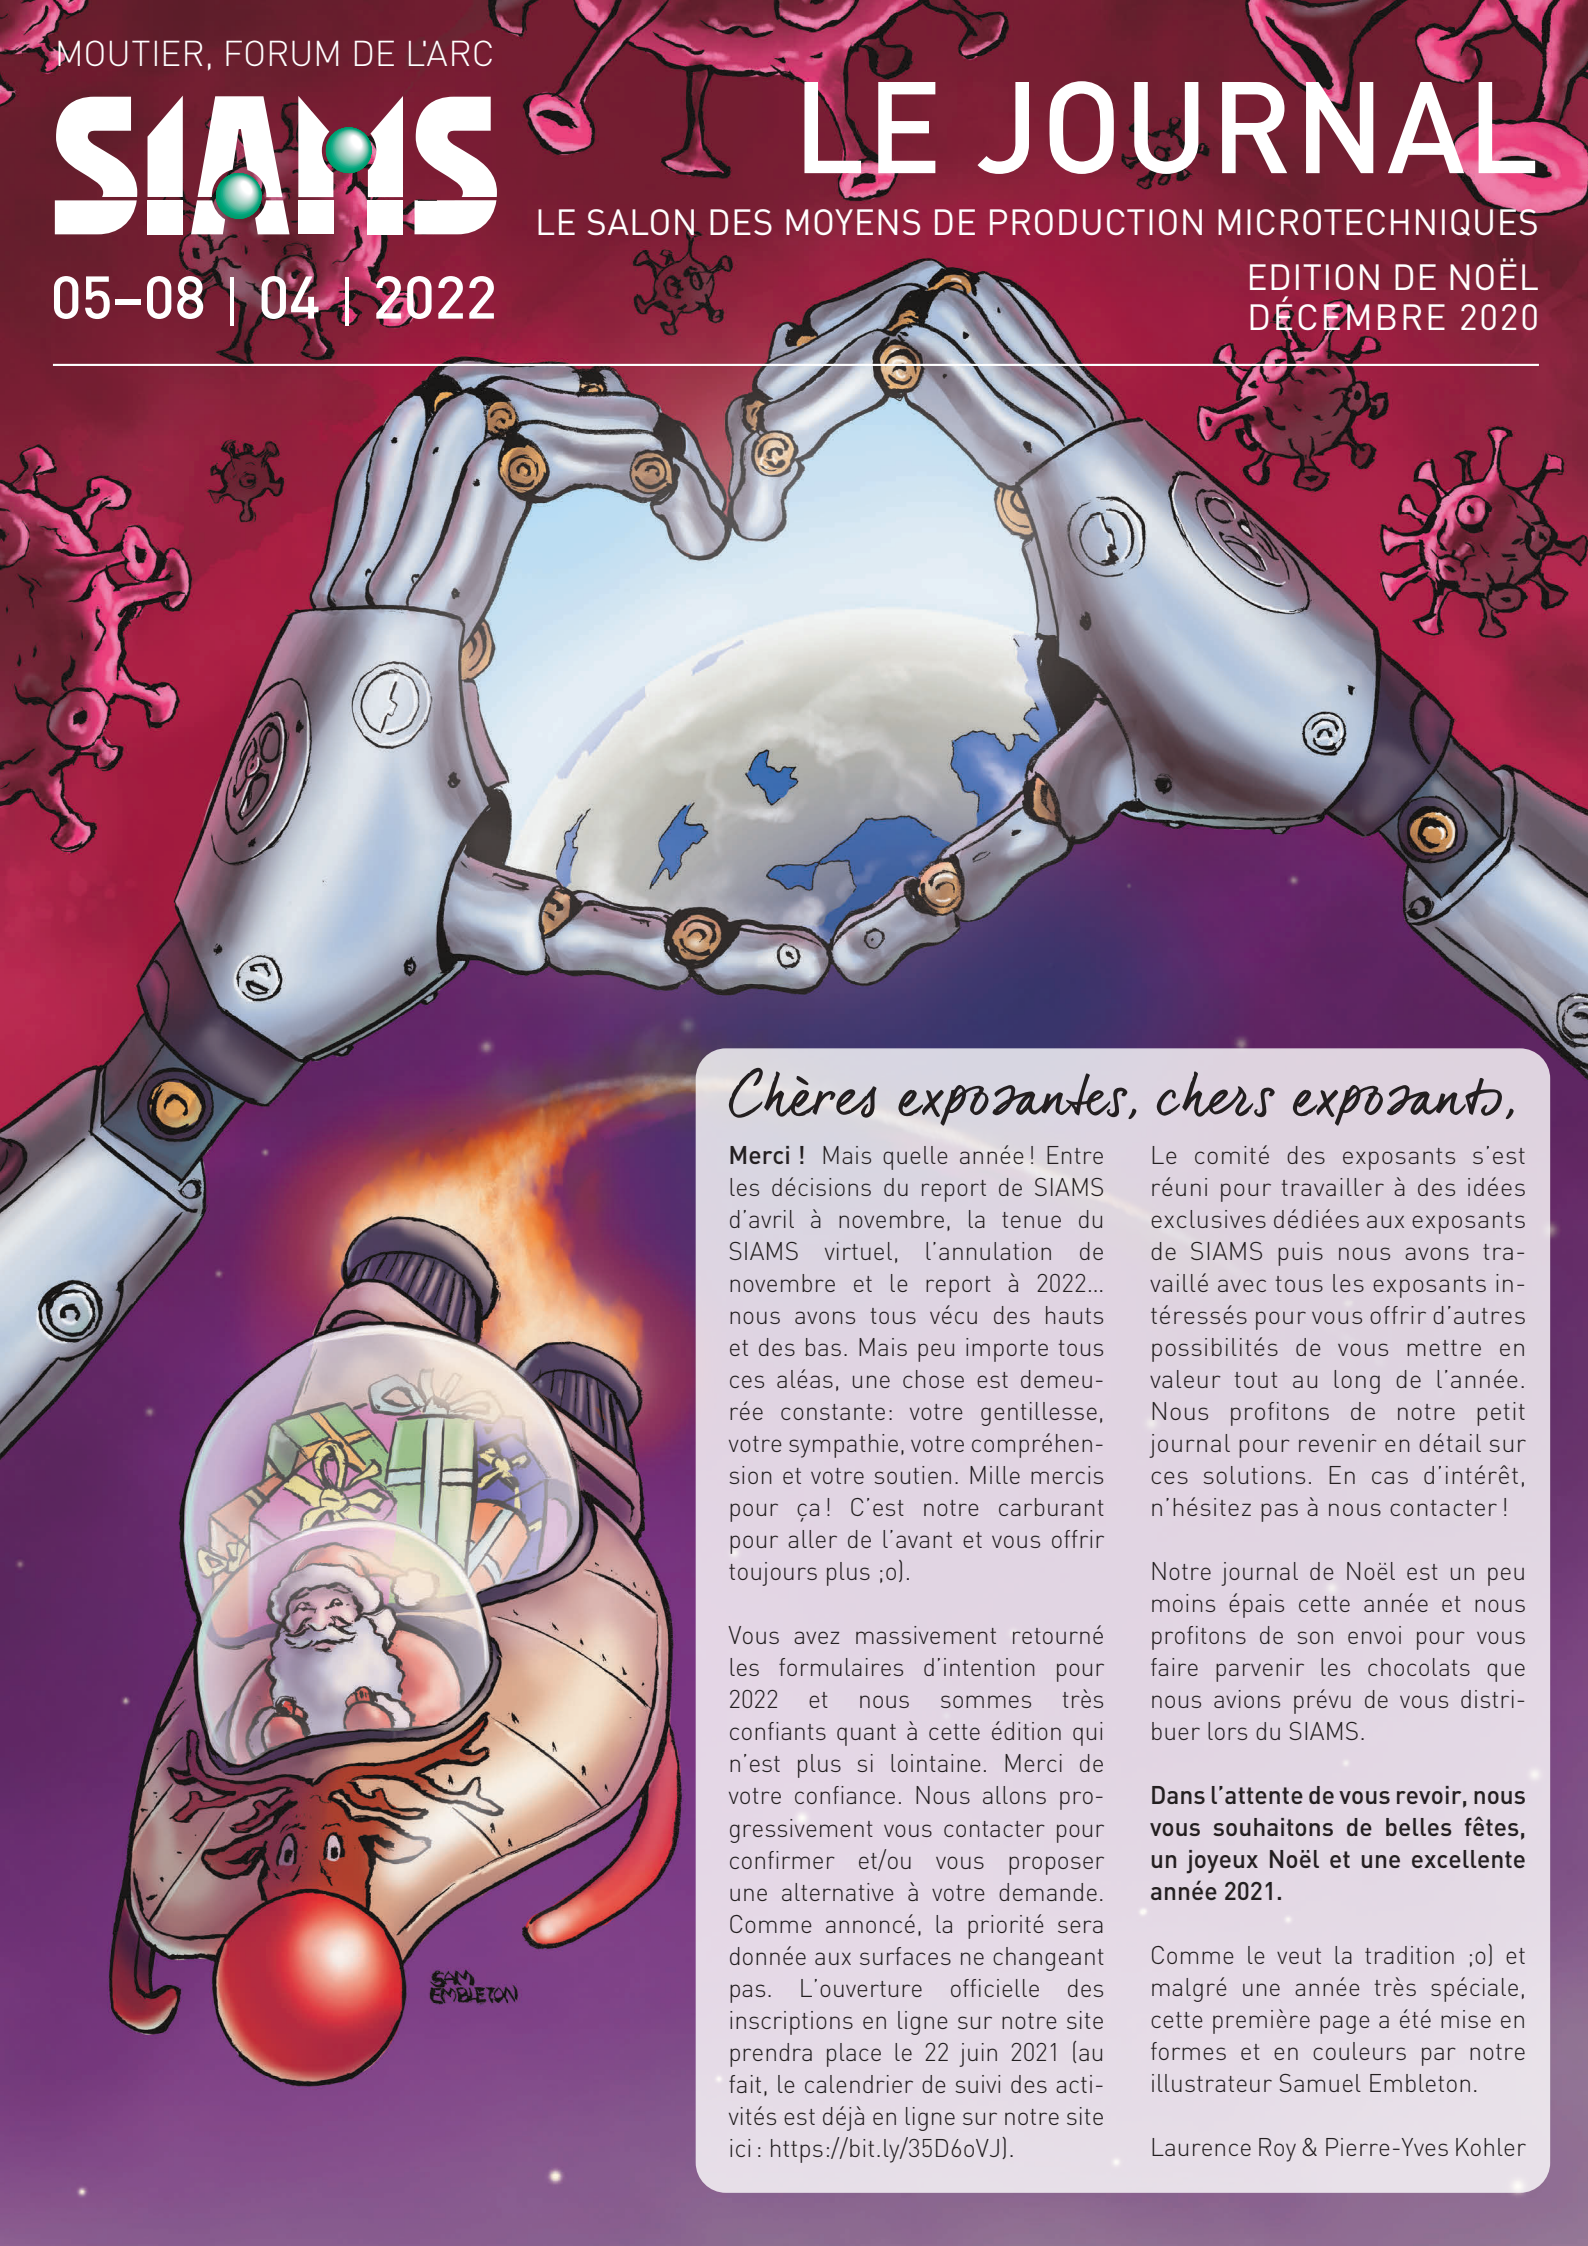 MOUTIER, FORUM DE L'ARC
SIAMS
05–08 | 04 | 2022
LE JOURNAL
LE SALON DES MOYENS DE PRODUCTION MICROTECHNIQUES
EDITION DE NOËL
DÉCEMBRE 2020
Chères exposantes, chers exposants,
Merci ! Mais quelle année ! Entre
les décisions du report de SIAMS
d'avril à novembre, la tenue du
SIAMS virtuel, l'annulation de
novembre et le report à 2022...
nous avons tous vécu des hauts
et des bas. Mais peu importe tous
ces aléas, une chose est demeu-
rée constante: votre gentillesse,
votre sympathie, votre compréhen-
sion et votre soutien. Mille mercis
pour ça ! C'est notre carburant
pour aller de l'avant et vous offrir
toujours plus ;o).
Vous avez massivement retourné
les formulaires d'intention pour
2022 et nous sommes très
confiants quant à cette édition qui
n'est plus si lointaine. Merci de
votre confiance. Nous allons pro-
gressivement vous contacter pour
confirmer et/ou vous proposer
une alternative à votre demande.
Comme annoncé, la priorité sera
donnée aux surfaces ne changeant
pas. L'ouverture officielle des
inscriptions en ligne sur notre site
prendra place le 22 juin 2021 (au
fait, le calendrier de suivi des acti-
vités est déjà en ligne sur notre site
ici : https://bit.ly/35D6oVJ).
Le comité des exposants s'est
réuni pour travailler à des idées
exclusives dédiées aux exposants
de SIAMS puis nous avons tra-
vaillé avec tous les exposants in-
téressés pour vous offrir d'autres
possibilités de vous mettre en
valeur tout au long de l'année.
Nous profitons de notre petit
journal pour revenir en détail sur
ces solutions. En cas d'intérêt,
n'hésitez pas à nous contacter !
Notre journal de Noël est un peu
moins épais cette année et nous
profitons de son envoi pour vous
faire parvenir les chocolats que
nous avions prévu de vous distri-
buer lors du SIAMS.
Dans l'attente de vous revoir, nous
vous souhaitons de belles fêtes,
un joyeux Noël et une excellente
année 2021.
Comme le veut la tradition ;o) et
malgré une année très spéciale,
cette première page a été mise en
formes et en couleurs par notre
illustrateur Samuel Embleton.
Laurence Roy & Pierre-Yves Kohler
SAM
EMBLETON